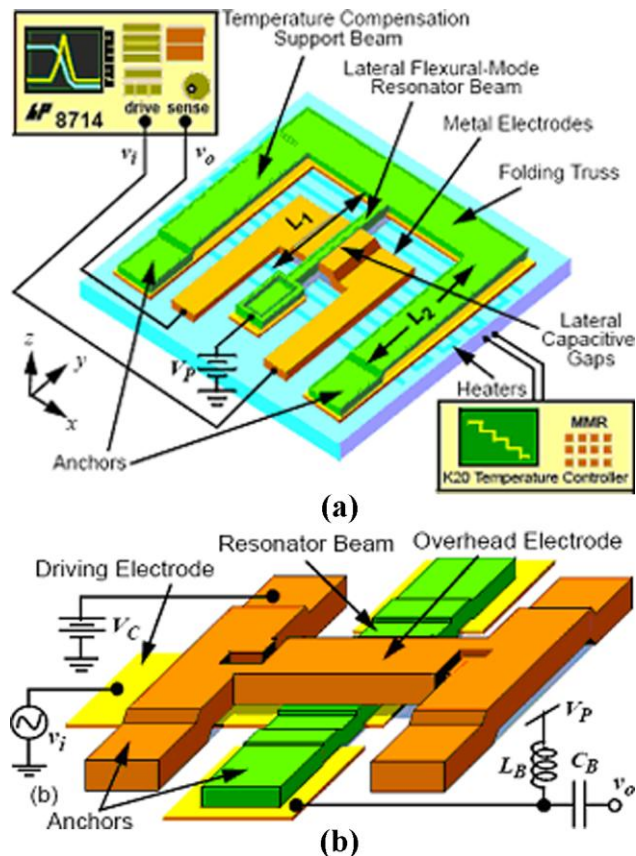 Temperature Compensation
Support Beam
Lateral Flexural-Mode
Resonator Beam
Metal Electrodes
Folding Truss
hp 8714
drive sense
vi vo
L1
L2
VP
Lateral
Capacitive
Gaps
Heaters
z
y
x
Anchors
MMR
K20 Temperature Controller
(a)
Resonator Beam
Overhead Electrode
Driving Electrode
VC
vi
VP
LB
CB
vo
(b)
Anchors
(b)